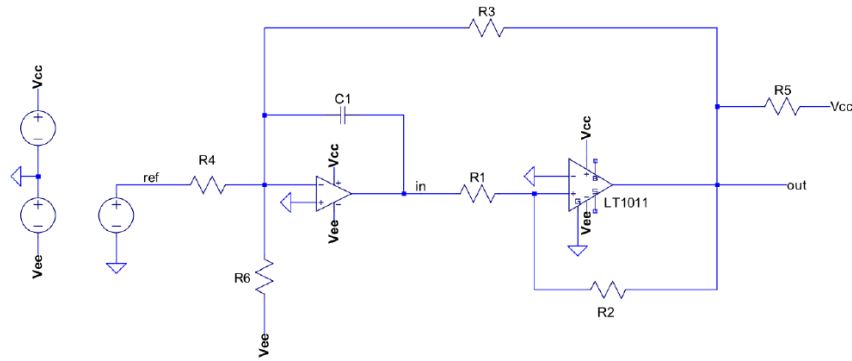 R3
Vcc
C1
R5
Vcc
ref
R4
Vcc
in
R1
Vcc
out
LT1011
Vee
Vee
Vee
R6
R2
Vee